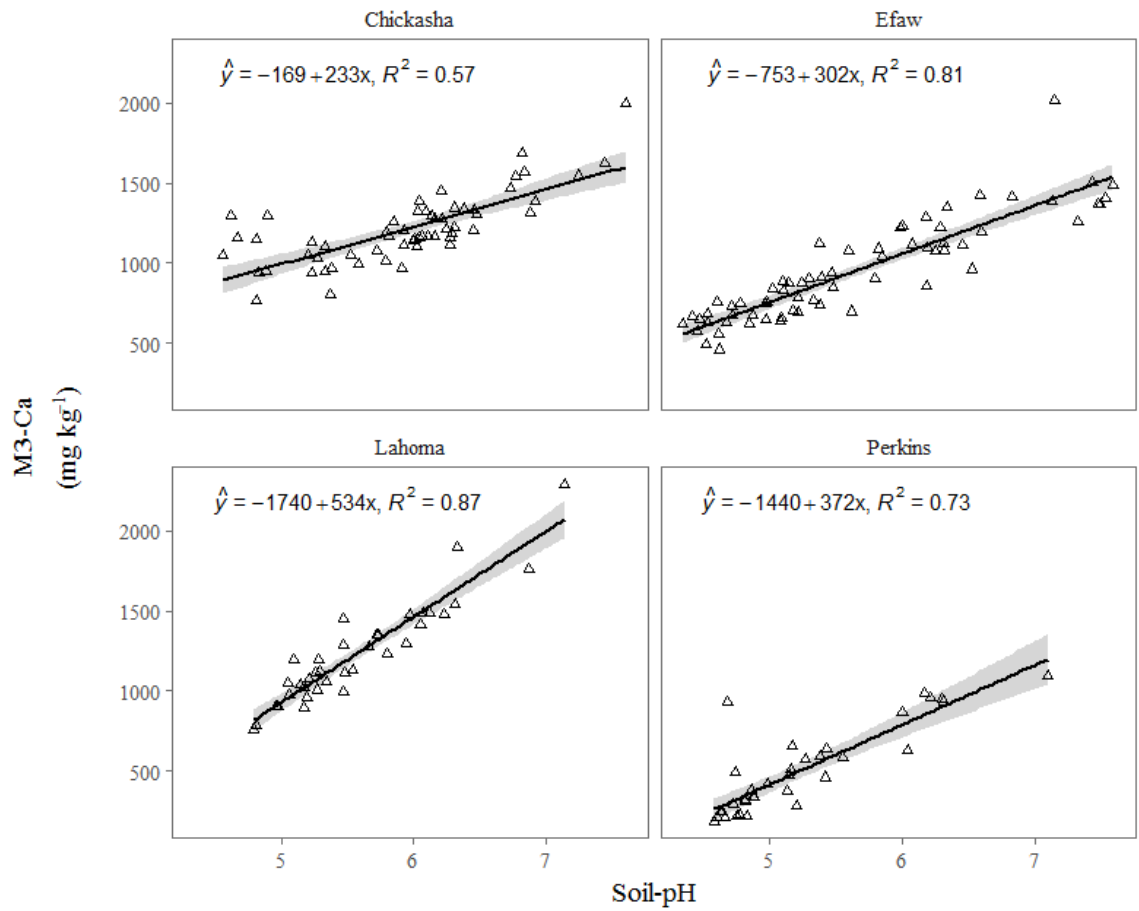 Chickasha
Efaw
ŷ = −169 + 233x, R² = 0.57
ŷ = −753 + 302x, R² = 0.81
2000
1500
1000
500
M3-Ca
(mg kg⁻¹)
Lahoma
Perkins
ŷ = −1740 + 534x, R² = 0.87
ŷ = −1440 + 372x, R² = 0.73
2000
1500
1000
500
5 6 7 5 6 7
Soil-pH